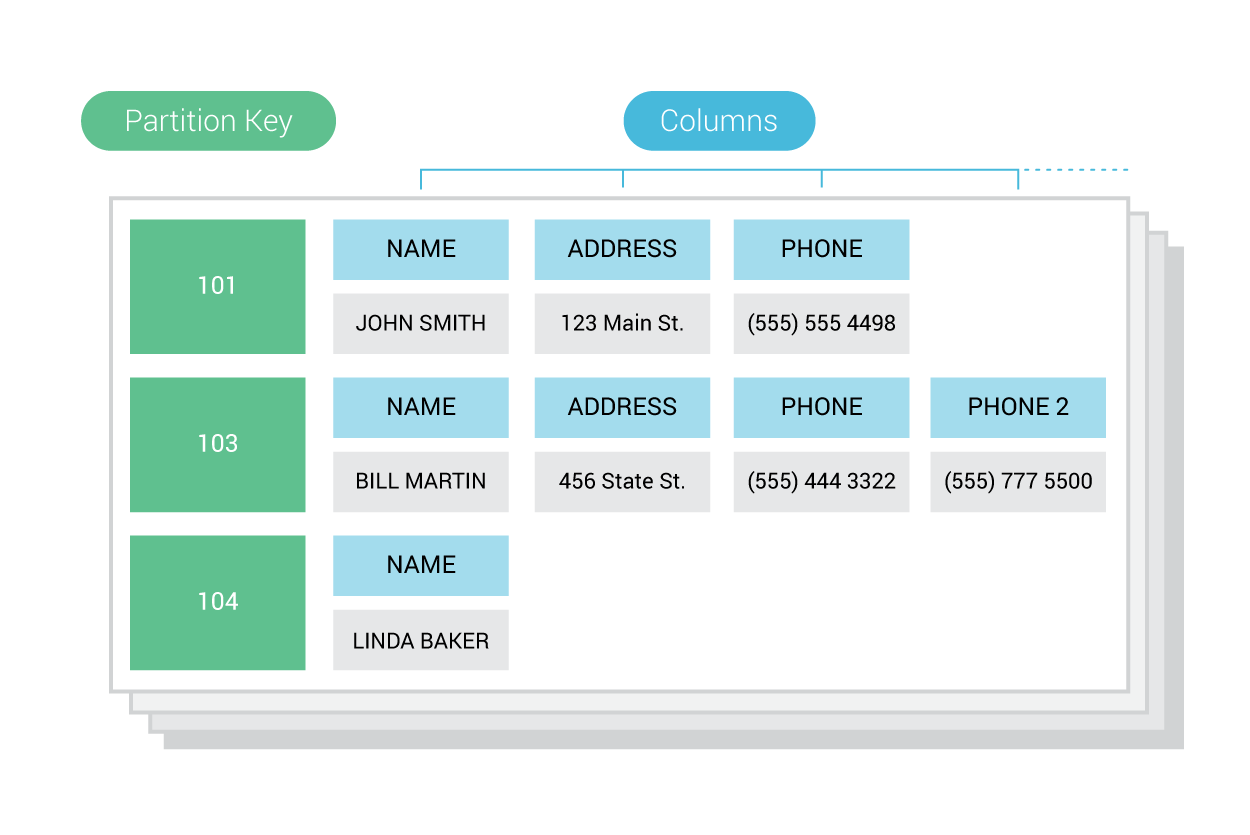 Partition Key
Columns
101
NAME
ADDRESS
PHONE
JOHN SMITH
123 Main St.
(555) 555 4498
103
NAME
ADDRESS
PHONE
PHONE 2
BILL MARTIN
456 State St.
(555) 444 3322
(555) 777 5500
104
NAME
LINDA BAKER